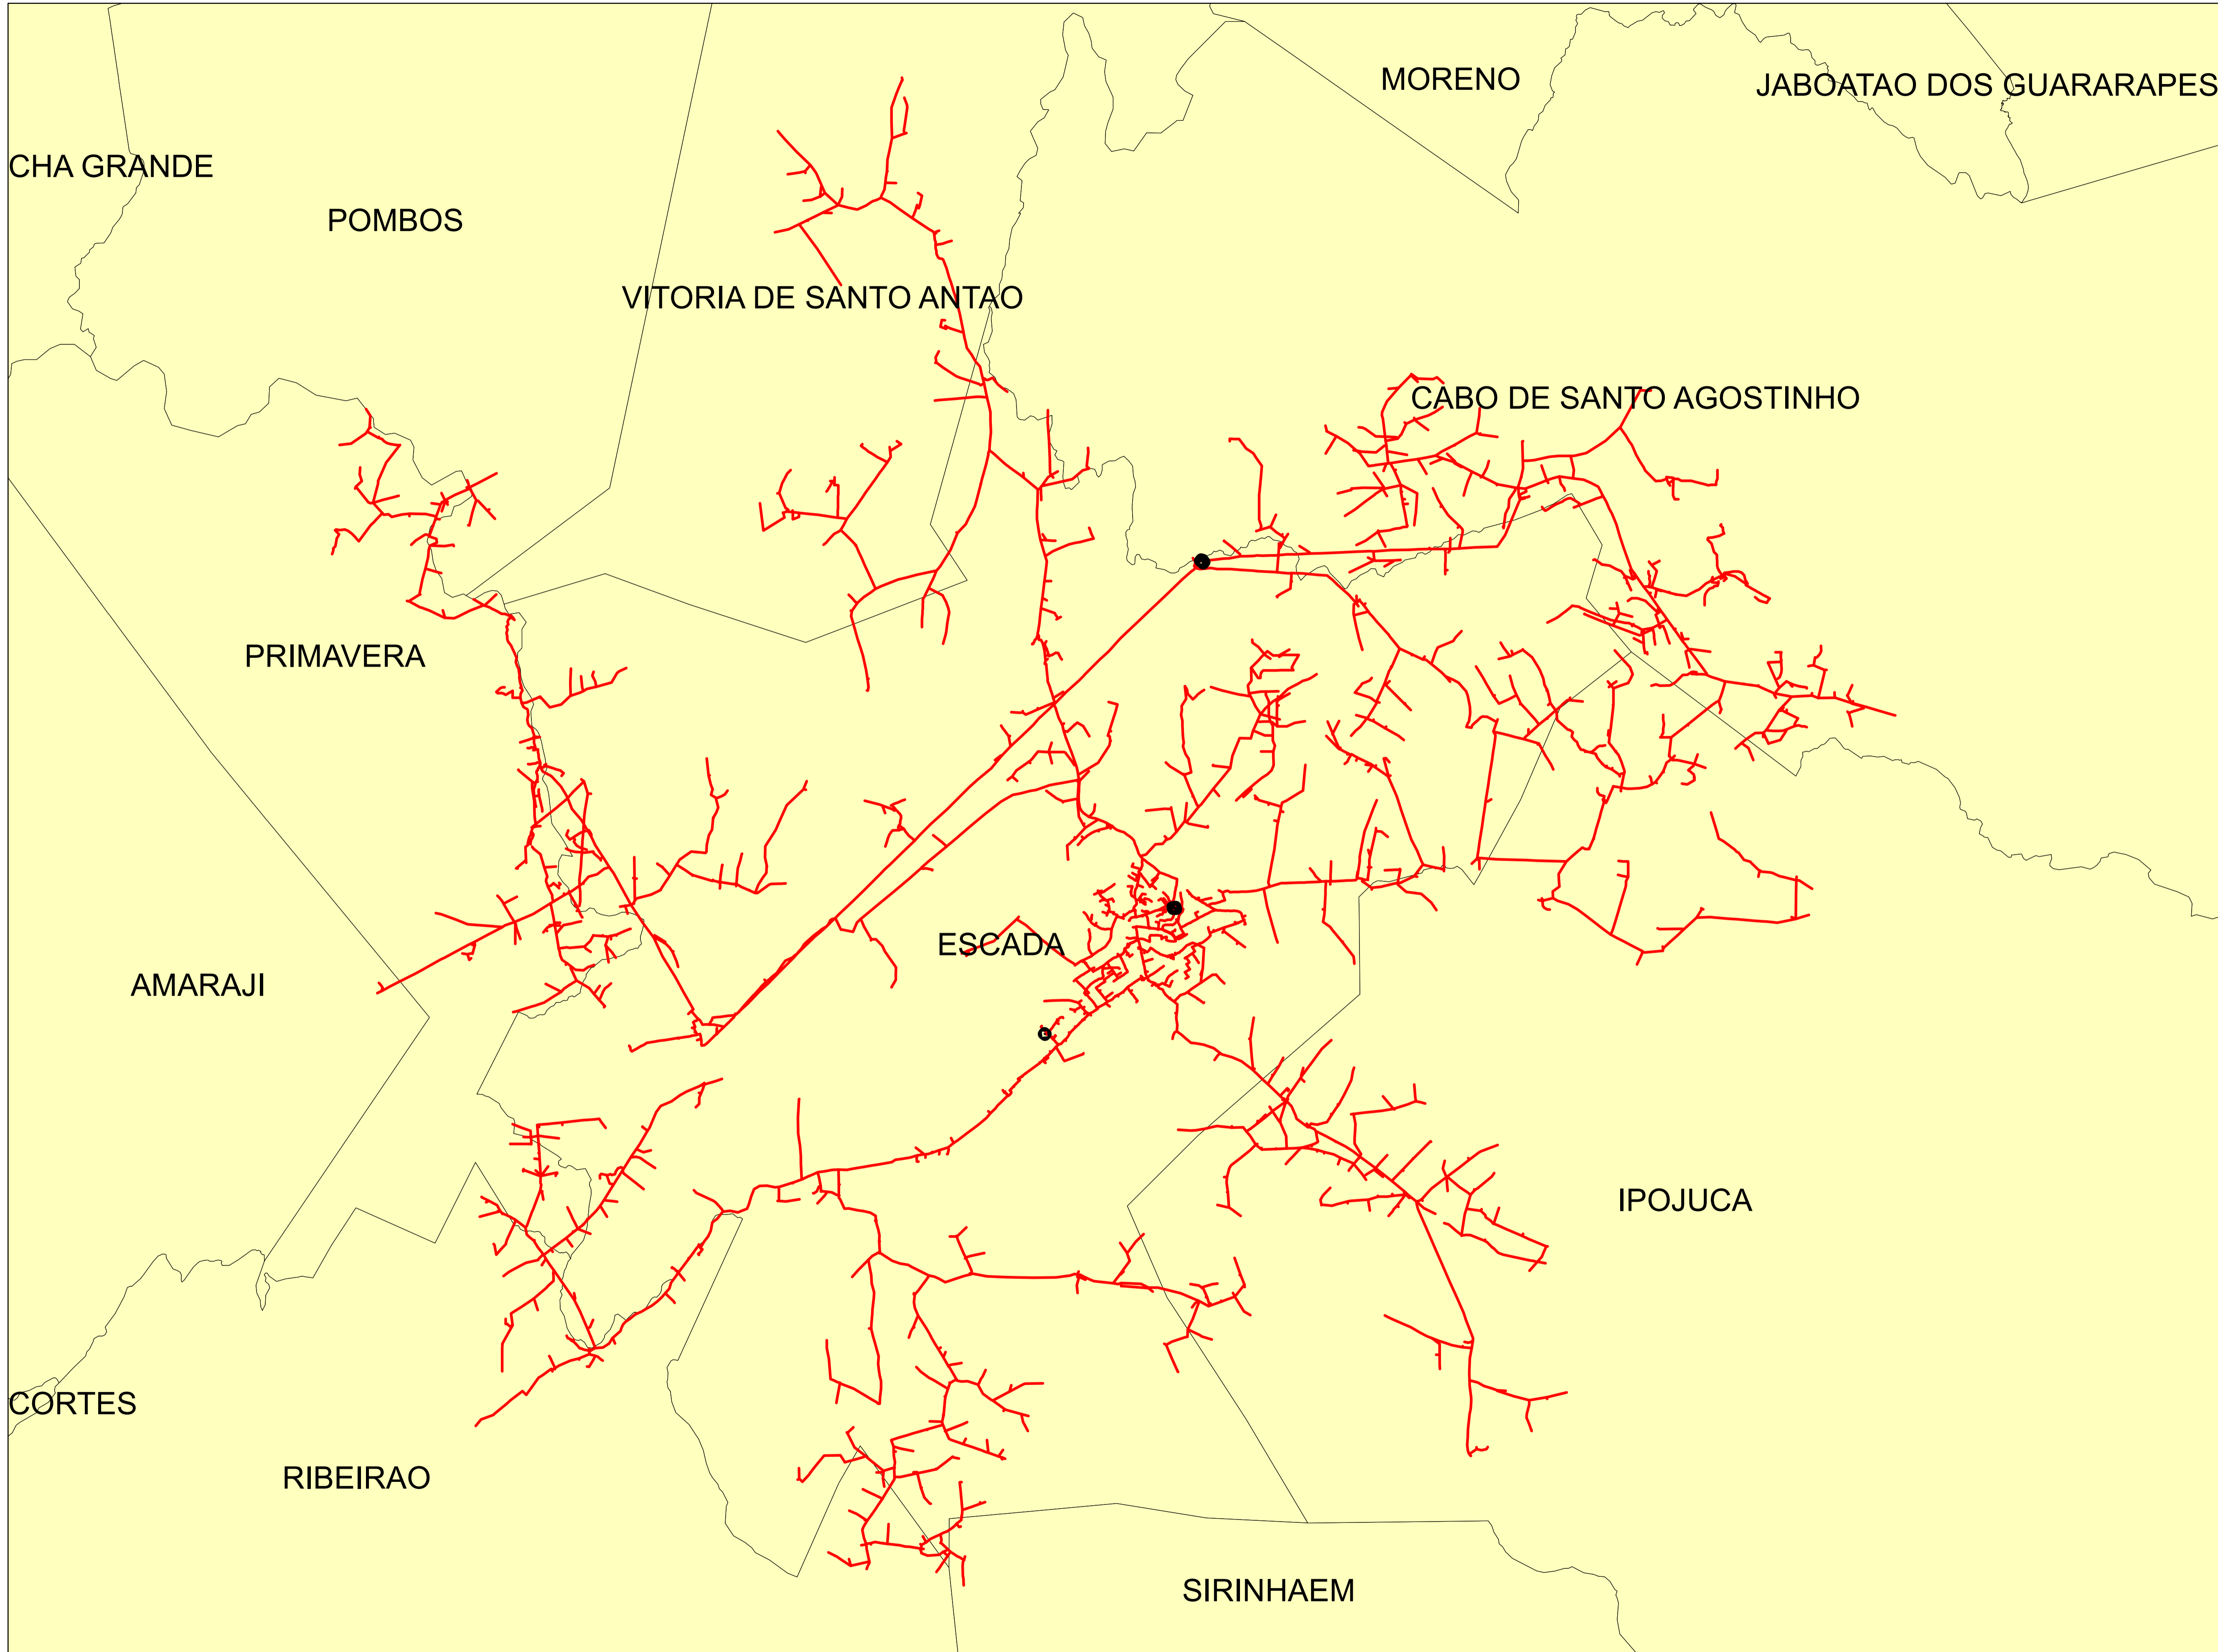 MORENO
JABOATAO DOS GUARARAPES
CHA GRANDE
POMBOS
VITORIA DE SANTO ANTAO
CABO DE SANTO AGOSTINHO
PRIMAVERA
ESCADA
AMARAJI
IPOJUCA
CORTES
RIBEIRAO
SIRINHAEM